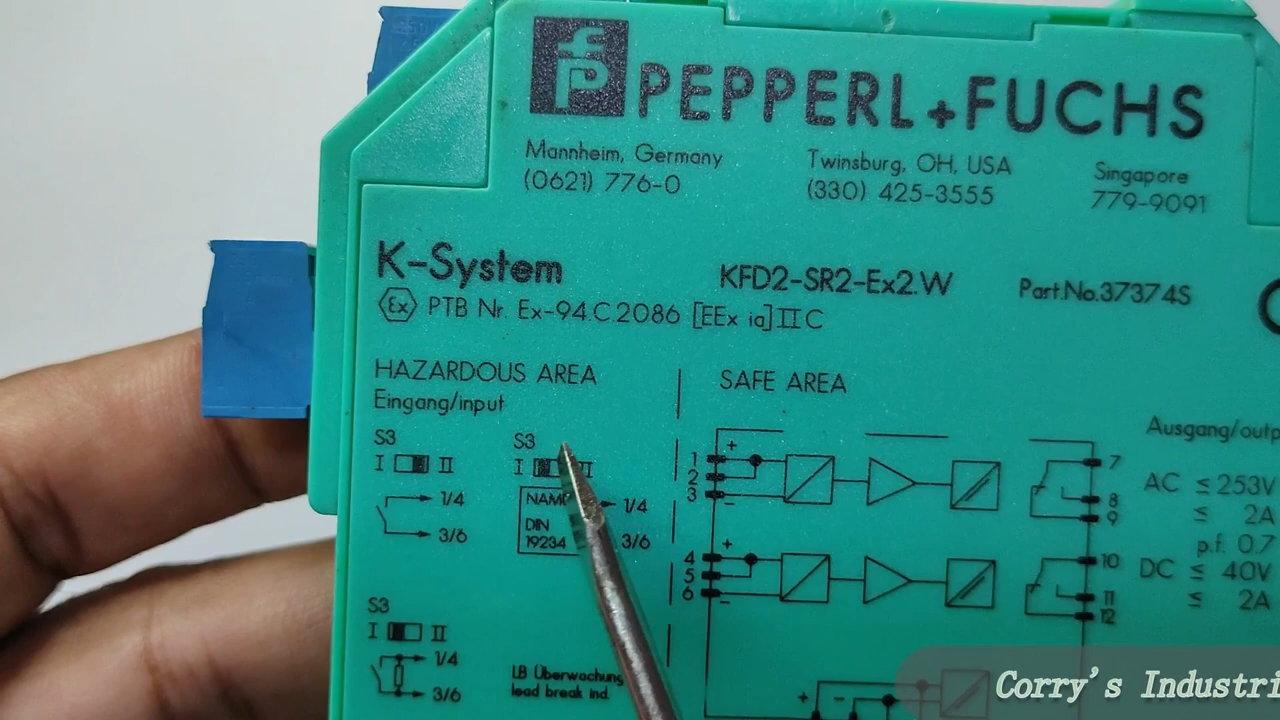 PEPPERL+FUCHS
Mannheim, Germany
(0621) 776-0
Twinsburg, OH, USA
(330) 425-3555
Singapore
779-9091
K-System
KFD2-SR2-Ex2.W
Part.No.37374S
Ex PTB Nr. Ex-94.C.2086 [EEx ia] II C
HAZARDOUS AREA
Eingang/input
SAFE AREA
S3
I II
1/4
3/6
S3
I II
DIN
19234
1/4
3/6
S3
I II
1/4
3/6
LB Überwachung
lead break ind.
+
1
2
3
-
+
4
5
6
-
7
8
9
10
11
12
AC ≤ 253V
≤ 2A
p.f. 0.7
DC ≤ 40V
≤ 2A
+ -
Corry's